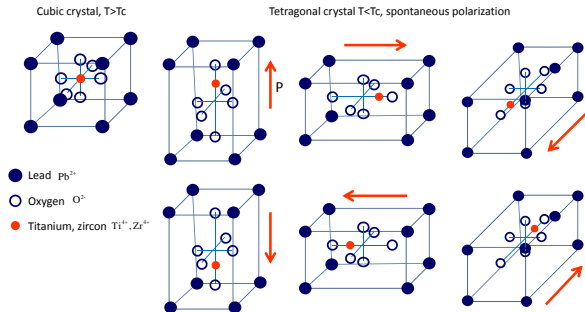 Cubic crystal, T>Tc
Tetragonal crystal T<Tc, spontaneous polarization
P
Lead Pb²⁺
Oxygen O²⁻
Titanium, zircon Ti⁴⁺, Zr⁴⁺